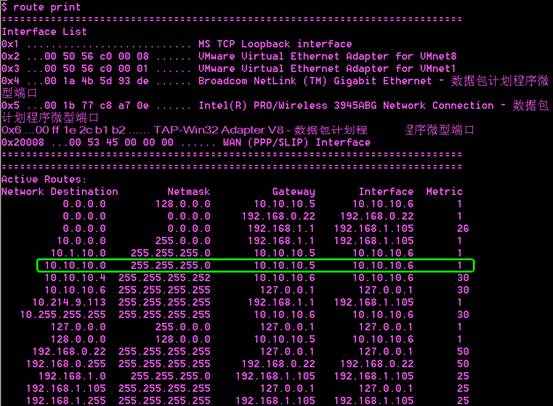 $ route print
===========================================================================
Interface List
0x1 ........................... MS TCP Loopback interface
0x2 ...00 50 56 c0 00 08 ...... VMware Virtual Ethernet Adapter for VMnet8
0x3 ...00 50 56 c0 00 01 ...... VMware Virtual Ethernet Adapter for VMnet1
0x4 ...00 1a 4b 5d 93 de ...... Broadcom NetLink (TM) Gigabit Ethernet - 数据包计划程序微
型端口
0x5 ...00 1b 77 c8 a7 0e ...... Intel(R) PRO/Wireless 3945ABG Network Connection - 数据包
计划程序微型端口
0x6...00 ff 1e 2c b1 b2 ...... TAP-Win32 Adapter V8 - 数据包计划程 程序微型端口
0x20008 ...00 53 45 00 00 00 ...... WAN (PPP/SLIP) Interface
===========================================================================
===========================================================================
Active Routes:
Network Destination Netmask Gateway Interface Metric
0.0.0.0 128.0.0.0 10.10.10.5 10.10.10.6 1
0.0.0.0 0.0.0.0 192.168.0.22 192.168.0.22 1
0.0.0.0 0.0.0.0 192.168.1.1 192.168.1.105 26
10.0.0.0 255.0.0.0 192.168.1.1 192.168.1.105 1
10.1.10.0 255.255.255.0 10.10.10.5 10.10.10.6 1
10.10.10.0 255.255.255.0 10.10.10.5 10.10.10.6 1
10.10.10.4 255.255.255.252 10.10.10.6 10.10.10.6 30
10.10.10.6 255.255.255.255 127.0.0.1 127.0.0.1 30
10.214.9.113 255.255.255.255 192.168.1.1 192.168.1.105 1
10.255.255.255 255.255.255.255 10.10.10.6 10.10.10.6 30
127.0.0.0 255.0.0.0 127.0.0.1 127.0.0.1 1
128.0.0.0 128.0.0.0 10.10.10.5 10.10.10.6 1
192.168.0.22 255.255.255.255 127.0.0.1 127.0.0.1 50
192.168.0.255 255.255.255.255 192.168.0.22 192.168.0.22 50
192.168.1.0 255.255.255.0 192.168.1.105 192.168.1.105 25
192.168.1.105 255.255.255.255 127.0.0.1 127.0.0.1 25
192.168.1.255 255.255.255.255 192.168.1.105 192.168.1.105 25